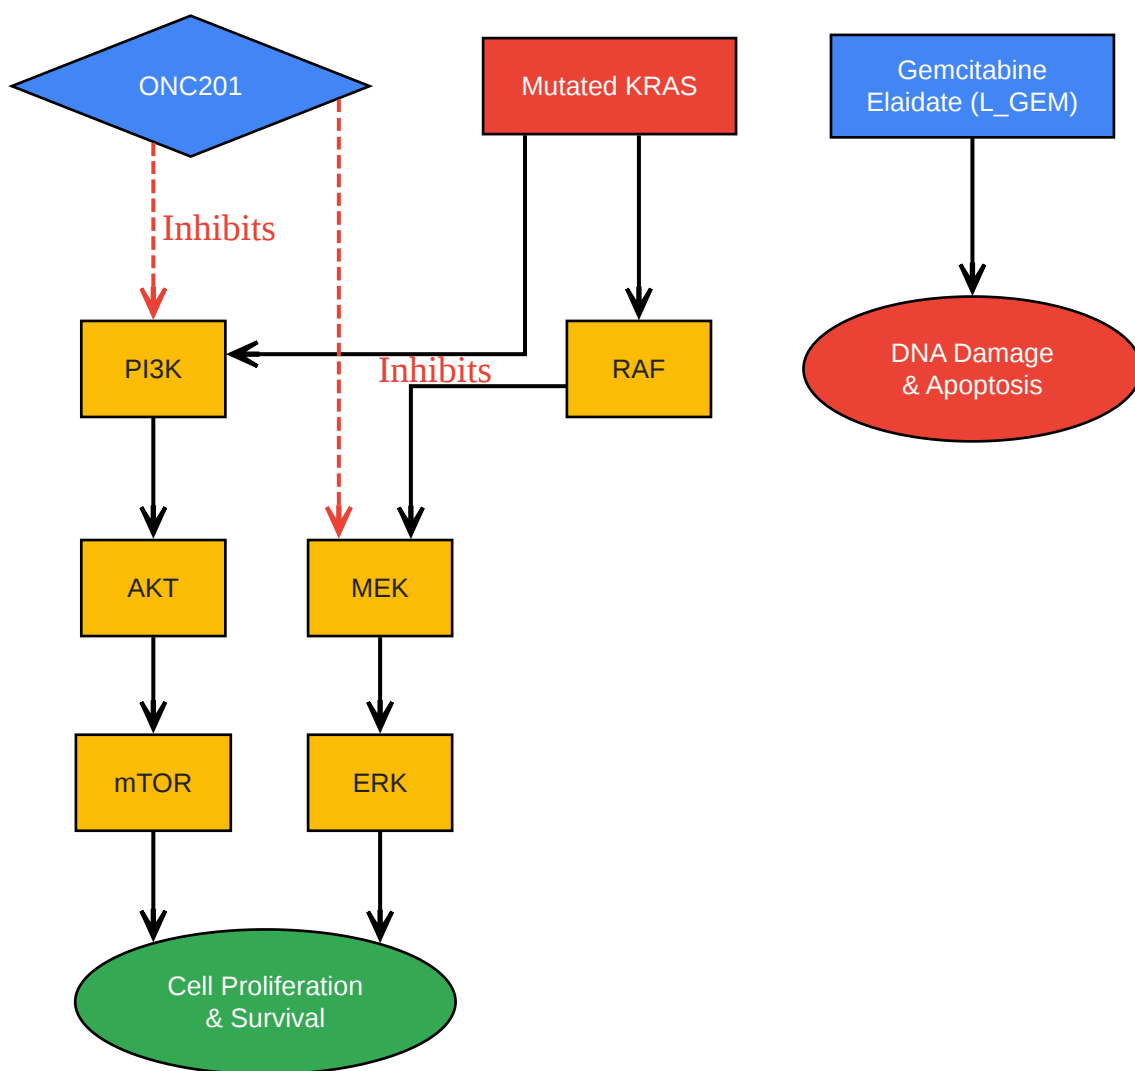 ONC201
Mutated KRAS
Gemcitabine
Elaidate (L_GEM)
Inhibits
PI3K
Inhibits
RAF
DNA Damage
& Apoptosis
AKT
MEK
mTOR
ERK
Cell Proliferation
& Survival